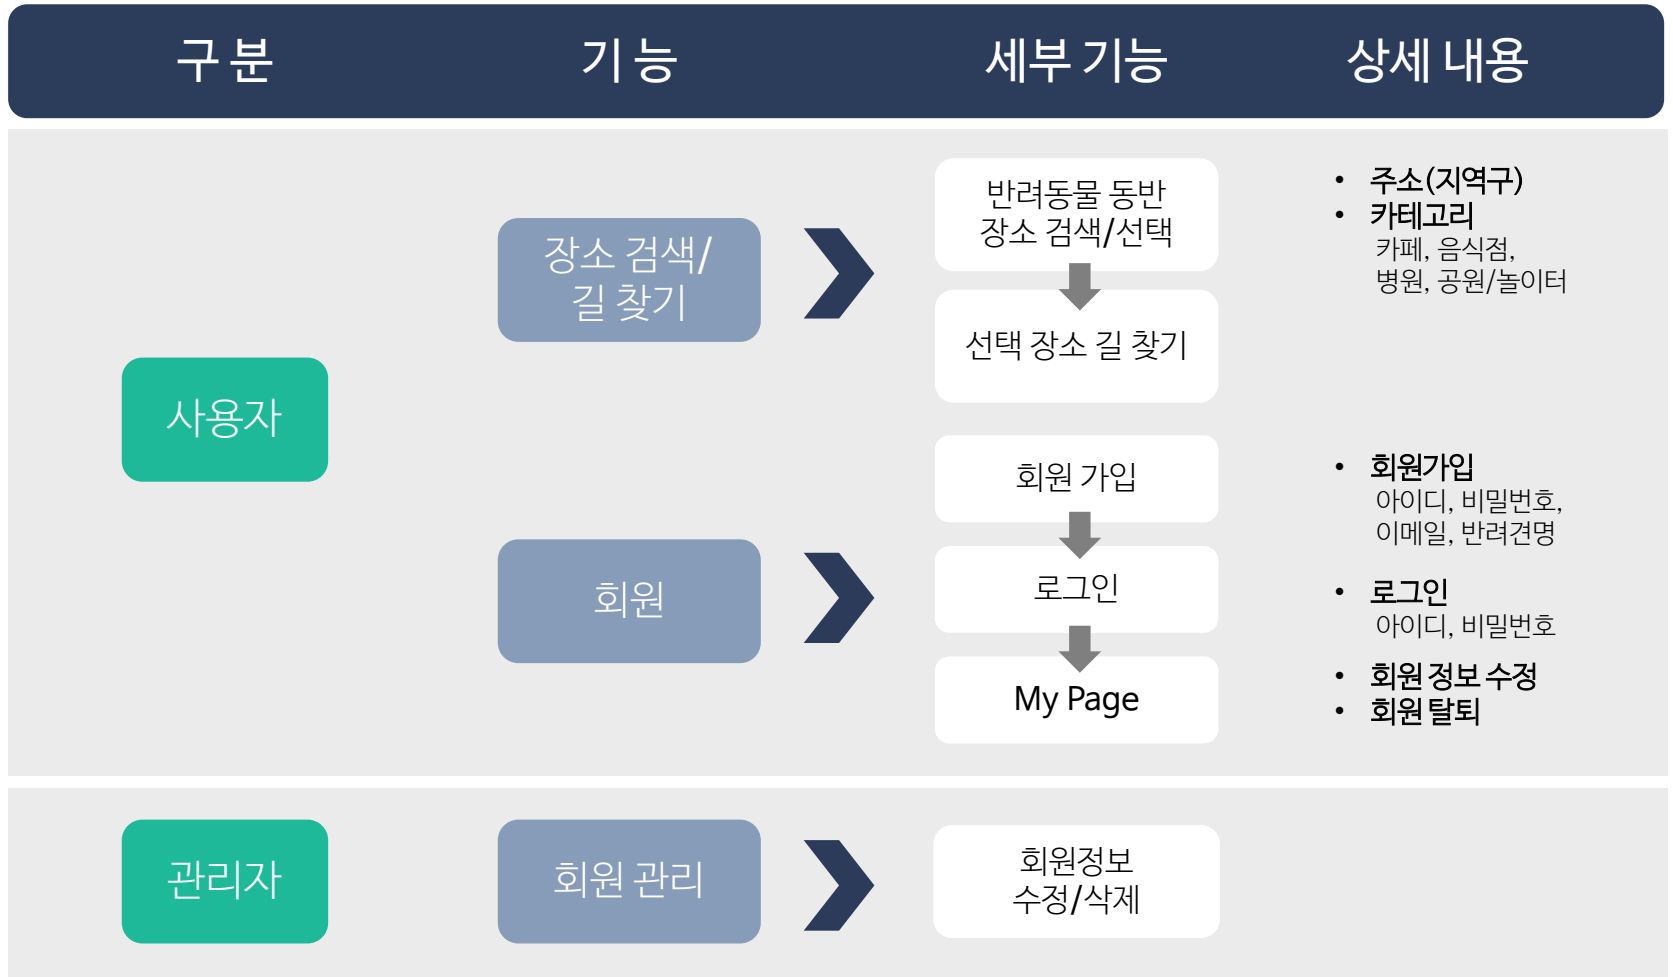 구 분
기 능
세부 기능
상세 내용
사용자
장소 검색/
길 찾기
반려동물 동반
장소 검색/선택
선택 장소 길 찾기
• 주소(지역구)
• 카테고리
카페, 음식점,
병원, 공원/놀이터
회원
회원 가입
로그인
My Page
• 회원가입
아이디, 비밀번호,
이메일, 반려견명
• 로그인
아이디, 비밀번호
• 회원 정보 수정
• 회원 탈퇴
관리자
회원 관리
회원정보
수정/삭제